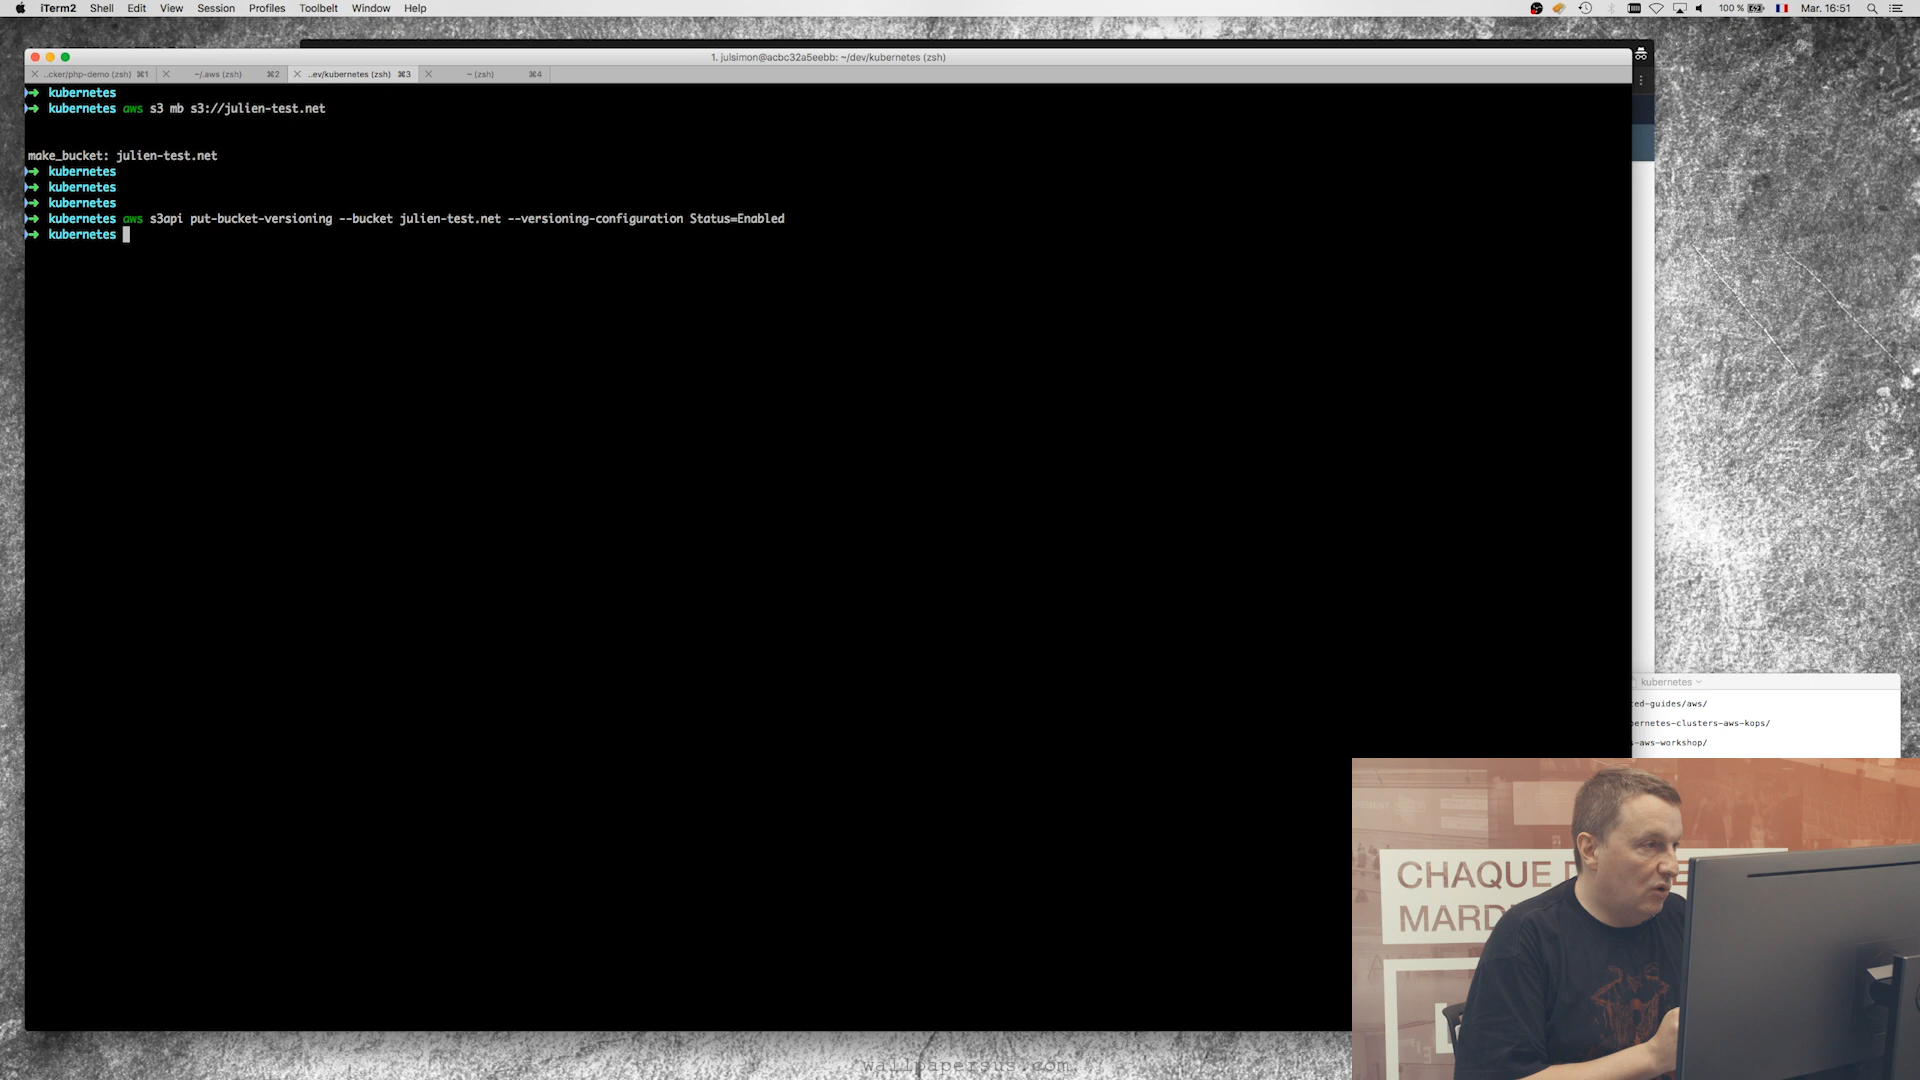 iTerm2 Shell Edit View Session Profiles Toolbelt Window Help
100 % Mar. 16:51
1. julsimon@acbc32a5eebb: ~/dev/kubernetes (zsh)
..cker/php-demo (zsh) ⌘1 ~/.aws (zsh) ⌘2 ..ev/kubernetes (zsh) ⌘3 ~ (zsh) ⌘4
kubernetes
kubernetes aws s3 mb s3://julien-test.net
make_bucket: julien-test.net
kubernetes
kubernetes
kubernetes
kubernetes aws s3api put-bucket-versioning --bucket julien-test.net --versioning-configuration Status=Enabled
kubernetes
kubernetes
ed-guides/aws/
ernetes-clusters-aws-kops/
-aws-workshop/
CHAQUE
MARD
wallpapersus.com